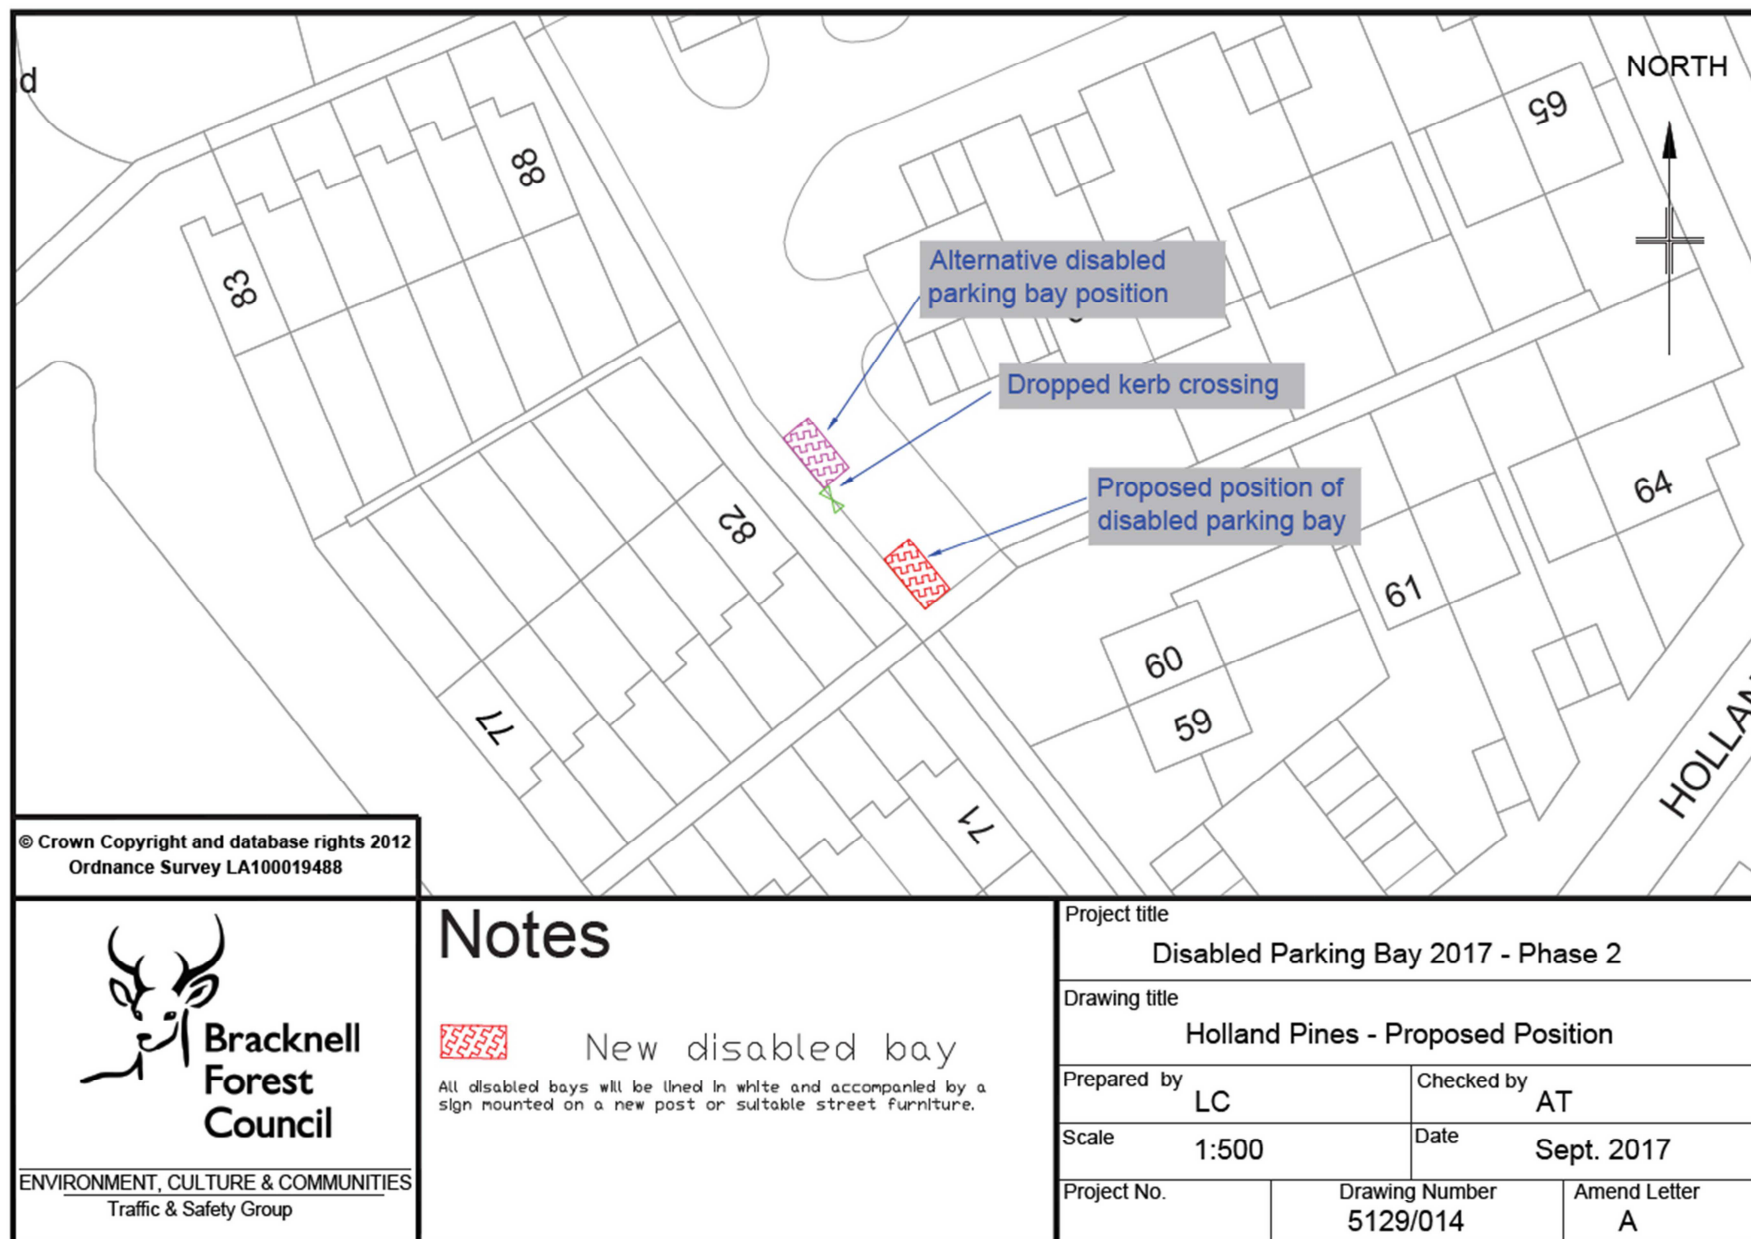 d
NORTH
65
88
83
Alternative disabled
parking bay position
Dropped kerb crossing
Proposed position of
disabled parking bay
82
64
61
60
59
77
71
© Crown Copyright and database rights 2012
Ordnance Survey LA100019488
Bracknell
Forest
Council
ENVIRONMENT, CULTURE & COMMUNITIES
Traffic & Safety Group
Notes
New disabled bay
All disabled bays will be lined in white and accompanied by a
sign mounted on a new post or suitable street furniture.
Project title
Disabled Parking Bay 2017 - Phase 2
Drawing title
Holland Pines - Proposed Position
Prepared by
LC
Checked by
AT
Scale
1:500
Date
Sept. 2017
Project No.
Drawing Number
5129/014
Amend Letter
A